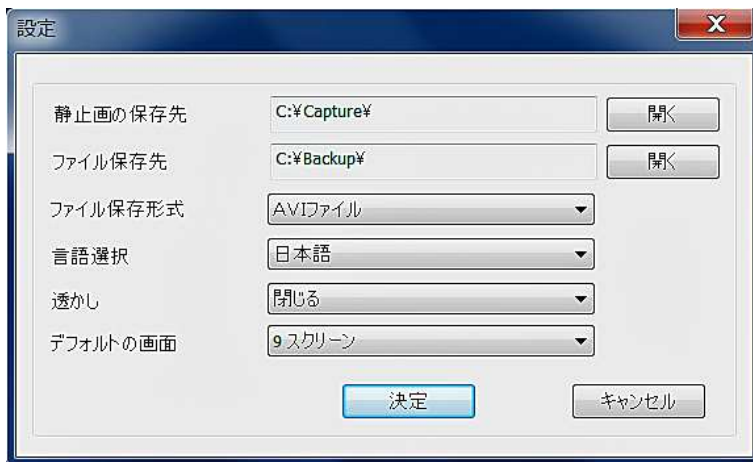 設定
静止画の保存先 C:¥Capture¥ 開く
ファイル保存先 C:¥Backup¥ 開く
ファイル保存形式 AVIファイル
言語選択 日本語
透かし 閉じる
デフォルトの画面 9スクリーン
決定 キャンセル